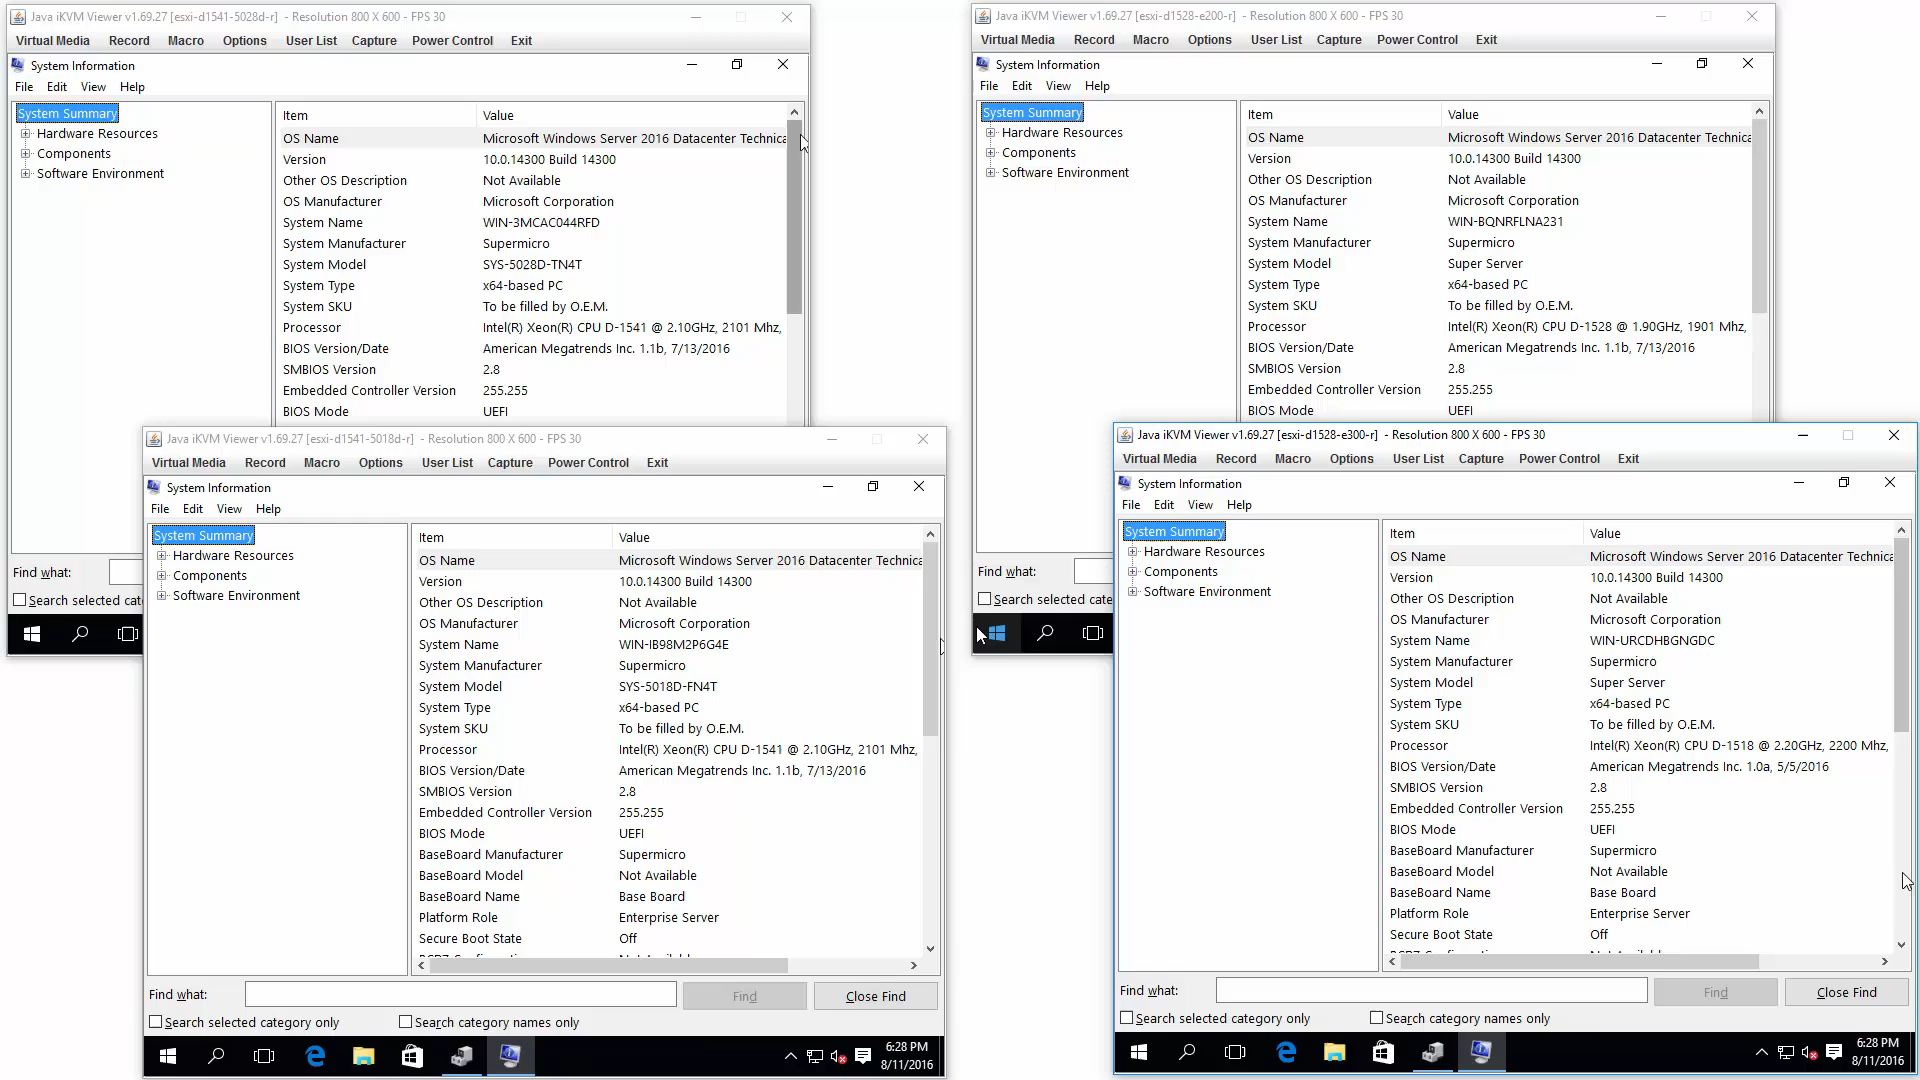 Java iKVM Viewer v1.69.27 [esxi-d1541-5028d-r] - Resolution 800 X 600 - FPS 30
Virtual Media Record Macro Options User List Capture Power Control Exit
System Information
File Edit View Help
System Summary
Hardware Resources
Components
Software Environment
Item Value
OS Name Microsoft Windows Server 2016 Datacenter Technica
Version 10.0.14300 Build 14300
Other OS Description Not Available
OS Manufacturer Microsoft Corporation
System Name WIN-3MCAC044RFD
System Manufacturer Supermicro
System Model SYS-5028D-TN4T
System Type x64-based PC
System SKU To be filled by O.E.M.
Processor Intel(R) Xeon(R) CPU D-1541 @ 2.10GHz, 2101 Mhz,
BIOS Version/Date American Megatrends Inc. 1.1b, 7/13/2016
SMBIOS Version 2.8
Embedded Controller Version 255.255
BIOS Mode UEFI
Find what:
Search selected cat
Java iKVM Viewer v1.69.27 [esxi-d1528-e200-r] - Resolution 800 X 600 - FPS 30
Virtual Media Record Macro Options User List Capture Power Control Exit
System Information
File Edit View Help
System Summary
Hardware Resources
Components
Software Environment
Item Value
OS Name Microsoft Windows Server 2016 Datacenter Technica
Version 10.0.14300 Build 14300
Other OS Description Not Available
OS Manufacturer Microsoft Corporation
System Name WIN-BQNRFLNA231
System Manufacturer Supermicro
System Model Super Server
System Type x64-based PC
System SKU To be filled by O.E.M.
Processor Intel(R) Xeon(R) CPU D-1528 @ 1.90GHz, 1901 Mhz,
BIOS Version/Date American Megatrends Inc. 1.1b, 7/13/2016
SMBIOS Version 2.8
Embedded Controller Version 255.255
BIOS Mode UEFI
Find what:
Search selected cate
Java iKVM Viewer v1.69.27 [esxi-d1541-5018d-r] - Resolution 800 X 600 - FPS 30
Virtual Media Record Macro Options User List Capture Power Control Exit
System Information
File Edit View Help
System Summary
Hardware Resources
Components
Software Environment
Item Value
OS Name Microsoft Windows Server 2016 Datacenter Technica
Version 10.0.14300 Build 14300
Other OS Description Not Available
OS Manufacturer Microsoft Corporation
System Name WIN-IB98M2P6G4E
System Manufacturer Supermicro
System Model SYS-5018D-FN4T
System Type x64-based PC
System SKU To be filled by O.E.M.
Processor Intel(R) Xeon(R) CPU D-1541 @ 2.10GHz, 2101 Mhz,
BIOS Version/Date American Megatrends Inc. 1.1b, 7/13/2016
SMBIOS Version 2.8
Embedded Controller Version 255.255
BIOS Mode UEFI
BaseBoard Manufacturer Supermicro
BaseBoard Model Not Available
BaseBoard Name Base Board
Platform Role Enterprise Server
Secure Boot State Off
Find what: Find Close Find
Search selected category only Search category names only
6:28 PM
8/11/2016
Java iKVM Viewer v1.69.27 [esxi-d1528-e300-r] - Resolution 800 X 600 - FPS 30
Virtual Media Record Macro Options User List Capture Power Control Exit
System Information
File Edit View Help
System Summary
Hardware Resources
Components
Software Environment
Item Value
OS Name Microsoft Windows Server 2016 Datacenter Technica
Version 10.0.14300 Build 14300
Other OS Description Not Available
OS Manufacturer Microsoft Corporation
System Name WIN-URCDHBGNGDC
System Manufacturer Supermicro
System Model Super Server
System Type x64-based PC
System SKU To be filled by O.E.M.
Processor Intel(R) Xeon(R) CPU D-1518 @ 2.20GHz, 2200 Mhz,
BIOS Version/Date American Megatrends Inc. 1.0a, 5/5/2016
SMBIOS Version 2.8
Embedded Controller Version 255.255
BIOS Mode UEFI
BaseBoard Manufacturer Supermicro
BaseBoard Model Not Available
BaseBoard Name Base Board
Platform Role Enterprise Server
Secure Boot State Off
Find what: Find Close Find
Search selected category only Search category names only
6:28 PM
8/11/2016